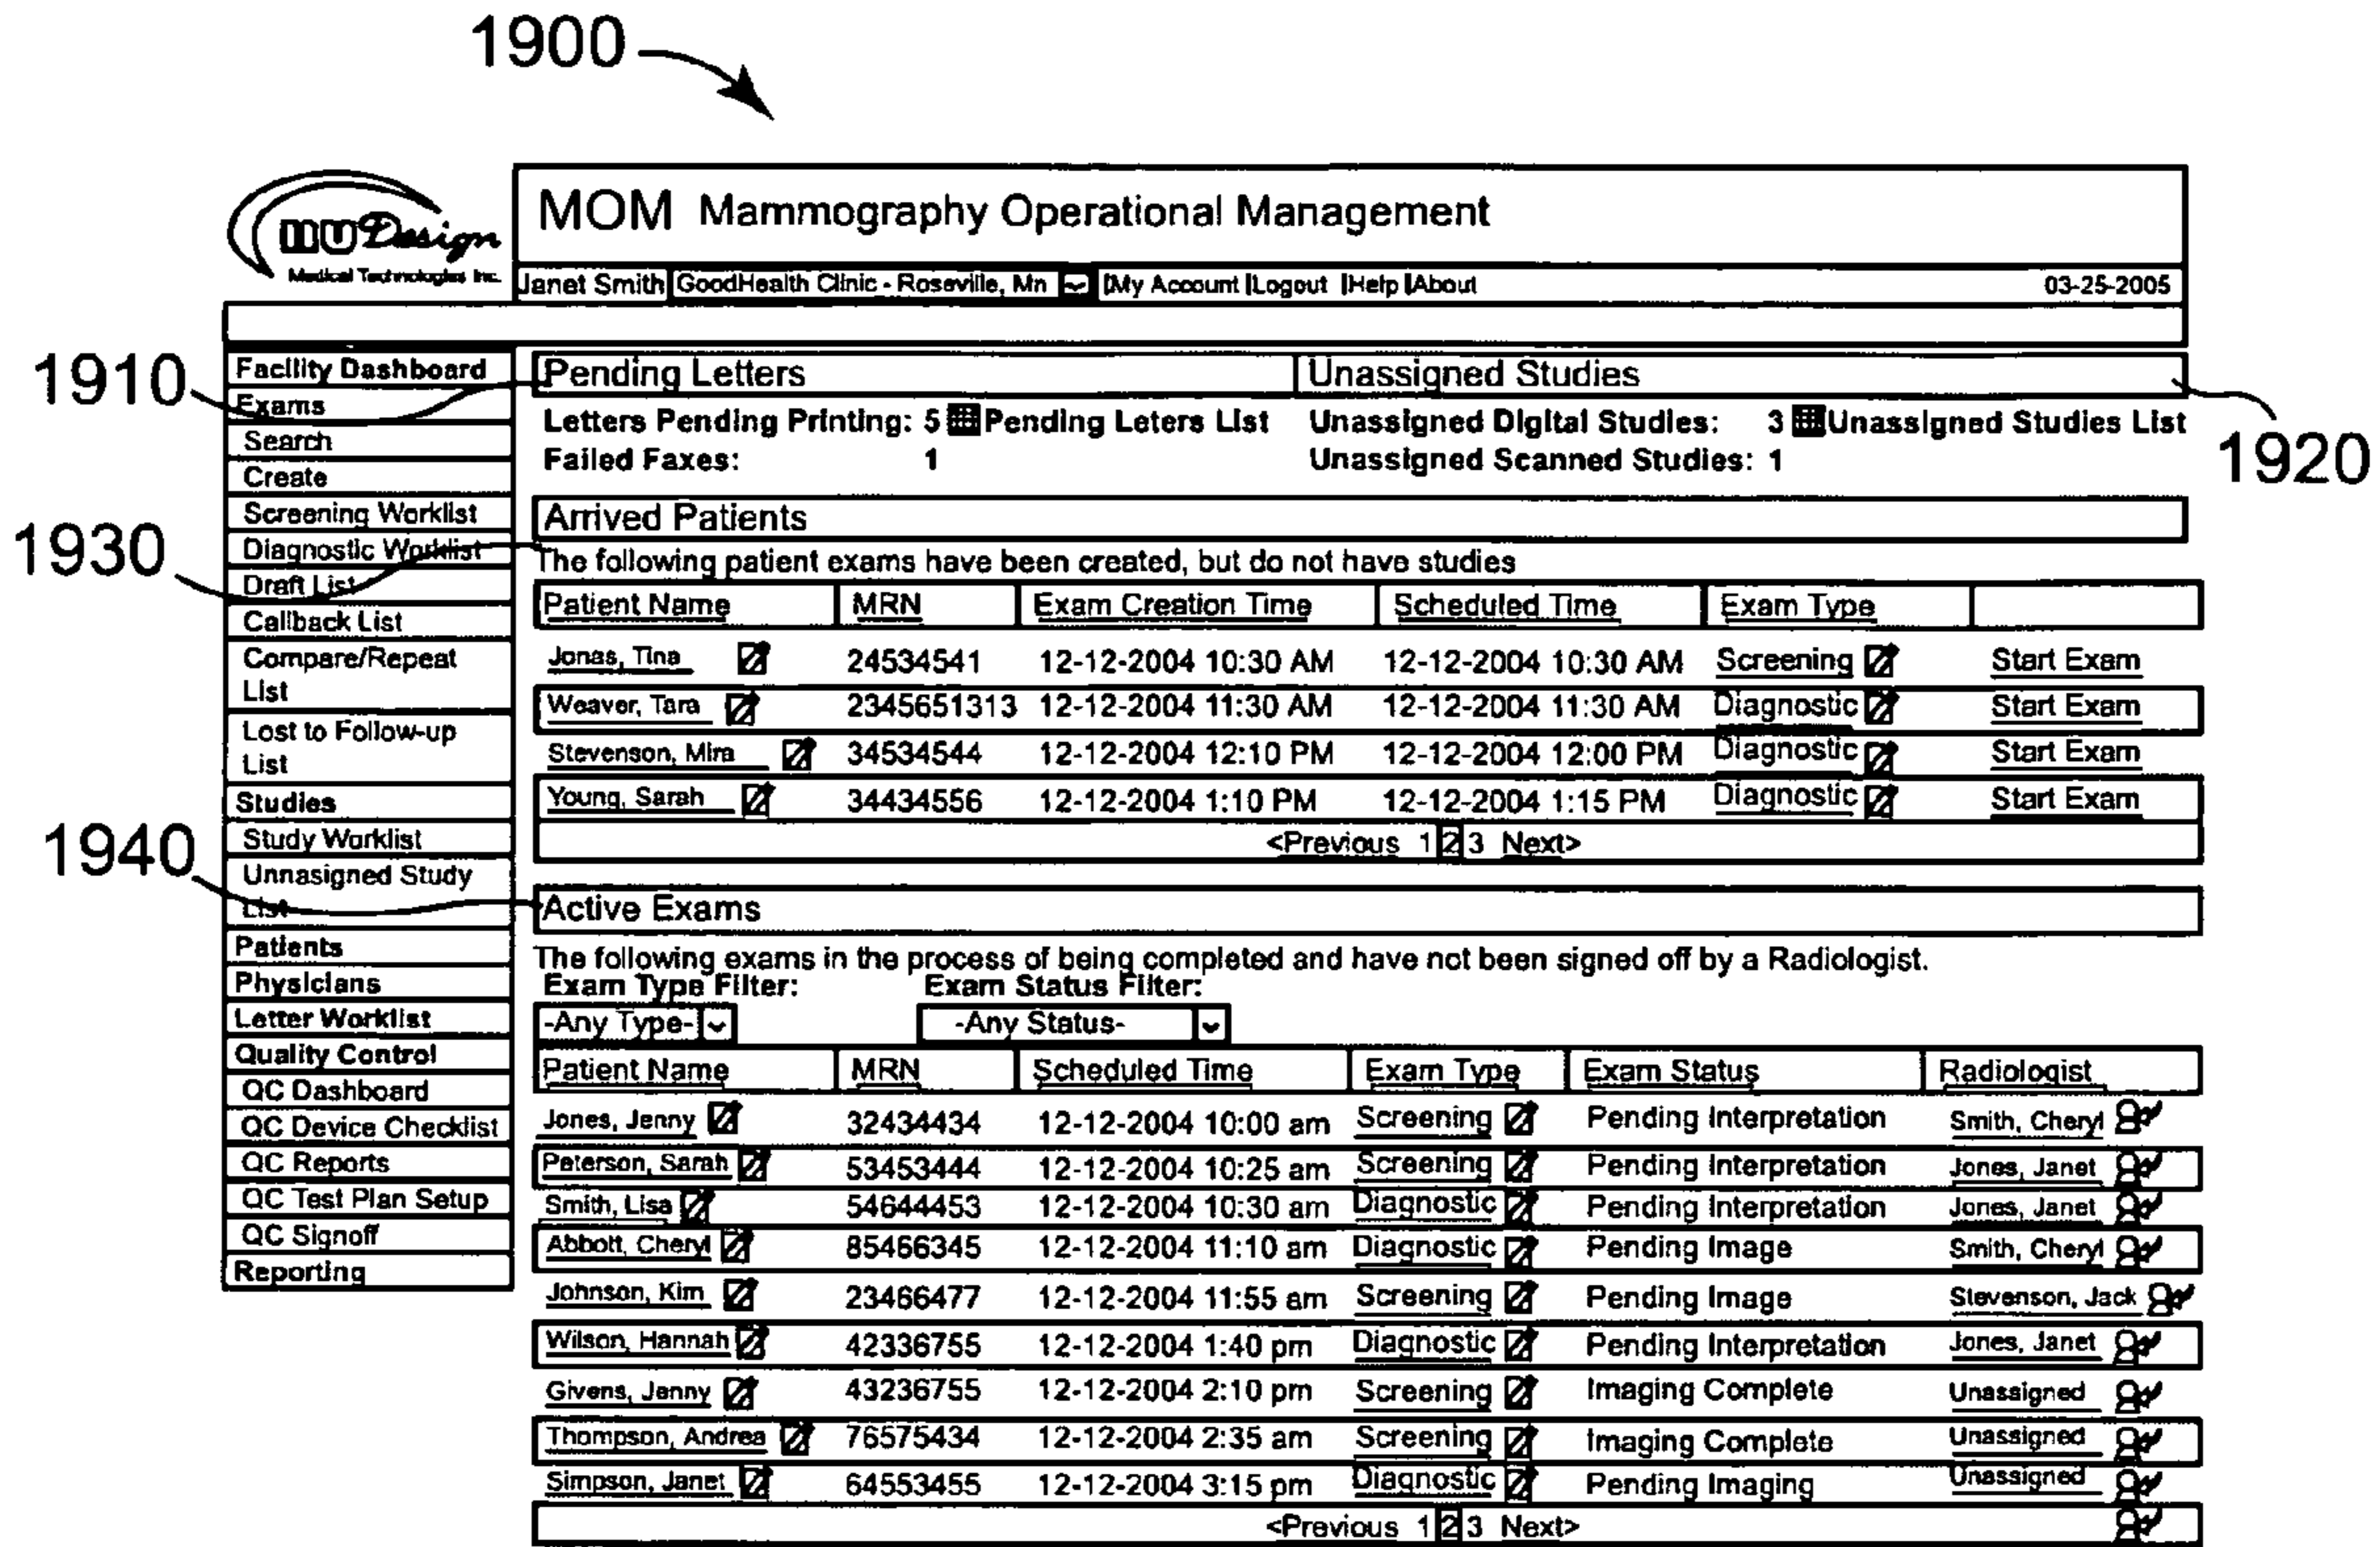 1900
nuDesign
Medical Technologies Inc.
MOM Mammography Operational Management
Janet Smith GoodHealth Clinic - Roseville, Mn |My Account |Logout |Help |About 03-25-2005
1910
1920
1930
1940
Facility Dashboard
Exams
Search
Create
Screening Worklist
Diagnostic Worklist
Draft List
Callback List
Compare/Repeat
List
Lost to Follow-up
List
Studies
Study Worklist
Unnasigned Study
List
Patients
Physicians
Letter Worklist
Quality Control
QC Dashboard
QC Device Checklist
QC Reports
QC Test Plan Setup
QC Signoff
Reporting
Pending Letters Unassigned Studies
Letters Pending Printing: 5 Pending Leters List Unassigned Digital Studies: 3 Unassigned Studies List
Failed Faxes: 1 Unassigned Scanned Studies: 1
Arrived Patients
The following patient exams have been created, but do not have studies
Patient Name MRN Exam Creation Time Scheduled Time Exam Type
Jonas, Tina 24534541 12-12-2004 10:30 AM 12-12-2004 10:30 AM Screening Start Exam
Weaver, Tara 2345651313 12-12-2004 11:30 AM 12-12-2004 11:30 AM Diagnostic Start Exam
Stevenson, Mira 34534544 12-12-2004 12:10 PM 12-12-2004 12:00 PM Diagnostic Start Exam
Young, Sarah 34434556 12-12-2004 1:10 PM 12-12-2004 1:15 PM Diagnostic Start Exam
<Previous 1 2 3 Next>
Active Exams
The following exams in the process of being completed and have not been signed off by a Radiologist.
Exam Type Filter: Exam Status Filter:
-Any Type- -Any Status-
Patient Name MRN Scheduled Time Exam Type Exam Status Radiologist
Jones, Jenny 32434434 12-12-2004 10:00 am Screening Pending Interpretation Smith, Cheryl
Peterson, Sarah 53453444 12-12-2004 10:25 am Screening Pending Interpretation Jones, Janet
Smith, Lisa 54644453 12-12-2004 10:30 am Diagnostic Pending Interpretation Jones, Janet
Abbott, Cheryl 85466345 12-12-2004 11:10 am Diagnostic Pending Image Smith, Cheryl
Johnson, Kim 23466477 12-12-2004 11:55 am Screening Pending Image Stevenson, Jack
Wilson, Hannah 42336755 12-12-2004 1:40 pm Diagnostic Pending Interpretation Jones, Janet
Givens, Jenny 43236755 12-12-2004 2:10 pm Screening Imaging Complete Unassigned
Thompson, Andrea 76575434 12-12-2004 2:35 am Screening Imaging Complete Unassigned
Simpson, Janet 64553455 12-12-2004 3:15 pm Diagnostic Pending Imaging Unassigned
<Previous 1 2 3 Next>